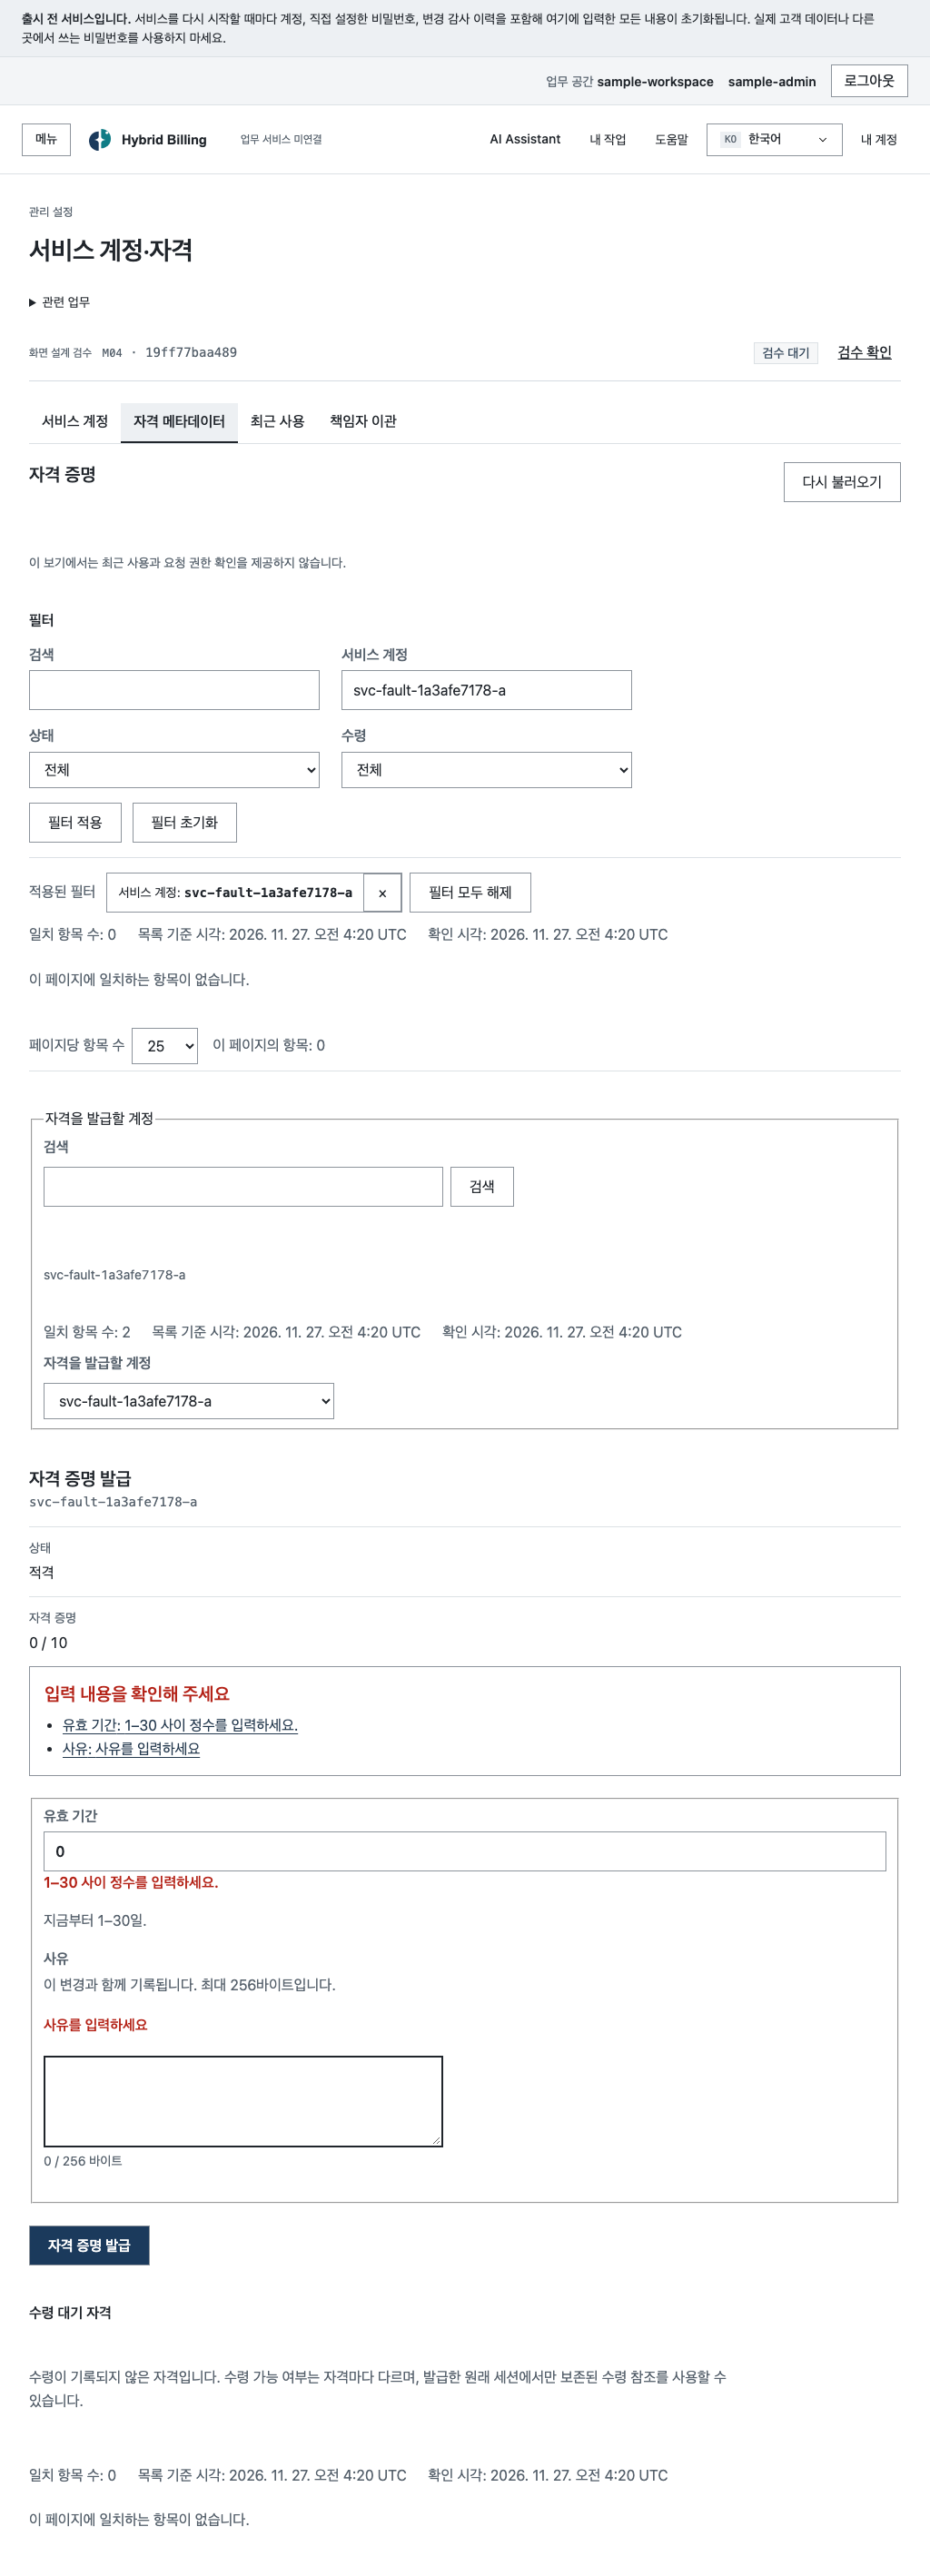 출시 전 서비스입니다. 서비스를 다시 시작할 때마다 계정, 직접 설정한 비밀번호, 변경 감사 이력을 포함해 여기에 입력한 모든 내용이 초기화됩니다. 실제 고객 데이터나 다른
곳에서 쓰는 비밀번호를 사용하지 마세요.
업무 공간 sample-workspace sample-admin 로그아웃
메뉴 Hybrid Billing 업무 서비스 미연결 AI Assistant 내 작업 도움말 KO 한국어 내 계정
관리 설정
서비스 계정·자격
▶ 관련 업무
화면 설계 검수 M04 · 19ff77baa489 검수 대기 검수 확인
서비스 계정 자격 메타데이터 최근 사용 책임자 이관
자격 증명 다시 불러오기
이 보기에서는 최근 사용과 요청 권한 확인을 제공하지 않습니다.
필터
검색 서비스 계정
svc-fault-1a3afe7178-a
상태 수령
전체 전체
필터 적용 필터 초기화
적용된 필터 서비스 계정: svc-fault-1a3afe7178-a × 필터 모두 해제
일치 항목 수: 0 목록 기준 시각: 2026. 11. 27. 오전 4:20 UTC 확인 시각: 2026. 11. 27. 오전 4:20 UTC
이 페이지에 일치하는 항목이 없습니다.
페이지당 항목 수 25 이 페이지의 항목: 0
자격을 발급할 계정
검색
검색
svc-fault-1a3afe7178-a
일치 항목 수: 2 목록 기준 시각: 2026. 11. 27. 오전 4:20 UTC 확인 시각: 2026. 11. 27. 오전 4:20 UTC
자격을 발급할 계정
svc-fault-1a3afe7178-a
자격 증명 발급
svc-fault-1a3afe7178-a
상태
적격
자격 증명
0 / 10
입력 내용을 확인해 주세요
• 유효 기간: 1–30 사이 정수를 입력하세요.
• 사유: 사유를 입력하세요
유효 기간
0
1–30 사이 정수를 입력하세요.
지금부터 1–30일.
사유
이 변경과 함께 기록됩니다. 최대 256바이트입니다.
사유를 입력하세요
0 / 256 바이트
자격 증명 발급
수령 대기 자격
수령이 기록되지 않은 자격입니다. 수령 가능 여부는 자격마다 다르며, 발급한 원래 세션에서만 보존된 수령 참조를 사용할 수
있습니다.
일치 항목 수: 0 목록 기준 시각: 2026. 11. 27. 오전 4:20 UTC 확인 시각: 2026. 11. 27. 오전 4:20 UTC
이 페이지에 일치하는 항목이 없습니다.